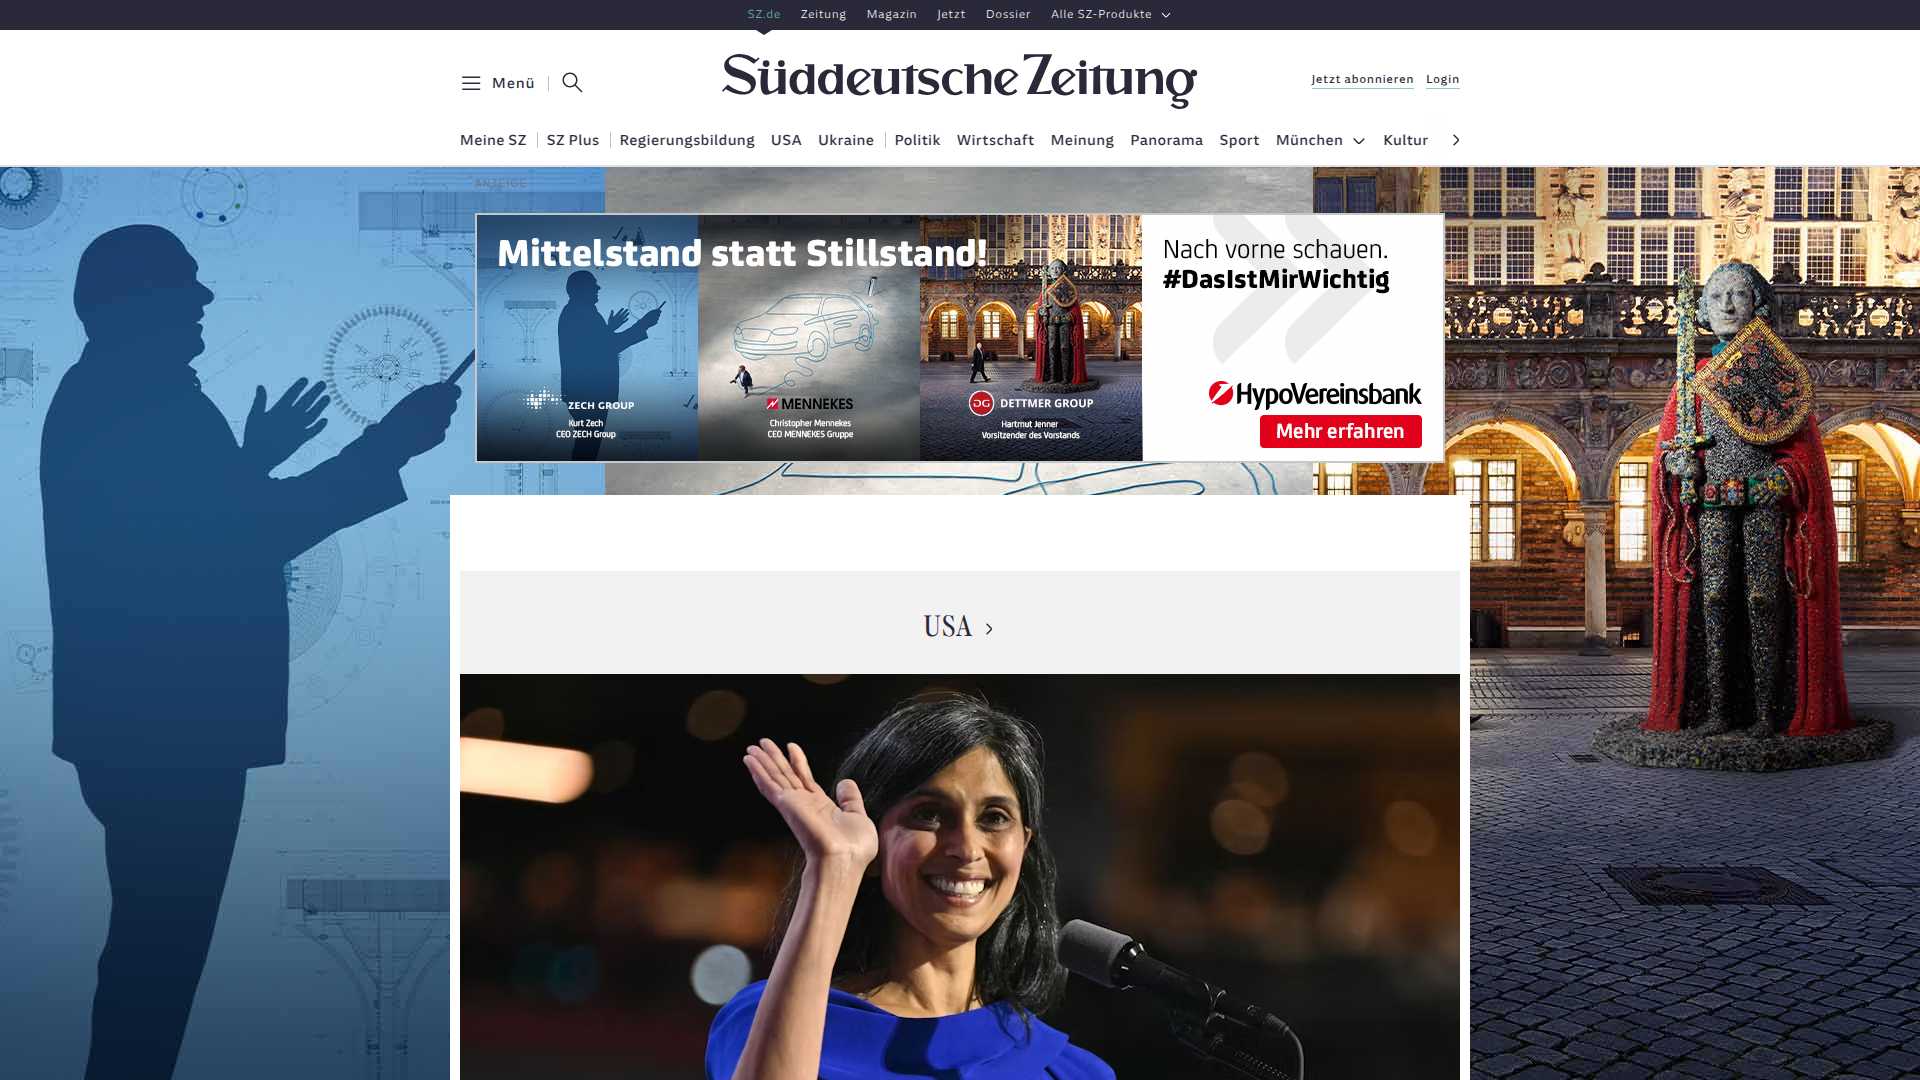 SZ.de Zeitung Magazin Jetzt Dossier Alle SZ-Produkte
Menü
Süddeutsche Zeitung
Jetzt abonnieren Login
Meine SZ SZ Plus Regierungsbildung USA Ukraine Politik Wirtschaft Meinung Panorama Sport München Kultur
ANZEIGE
Mittelstand statt Stillstand!
Nach vorne schauen.
#DasIstMirWichtig
ZECH GROUP
Kurt Zech
CEO ZECH Group
MENNEKES
Christopher Mennekes
CEO MENNEKES Gruppe
DG DETTMER GROUP
Hartmut Jenner
Vorsitzender des Vorstands
HypoVereinsbank
Mehr erfahren
USA